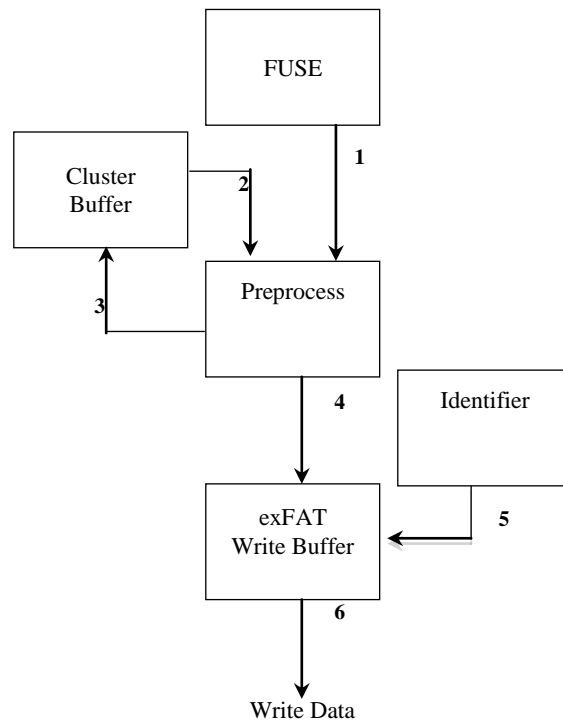 FUSE
1
Cluster
Buffer
2
Preprocess
3
4
Identifier
exFAT
Write Buffer
5
6
Write Data